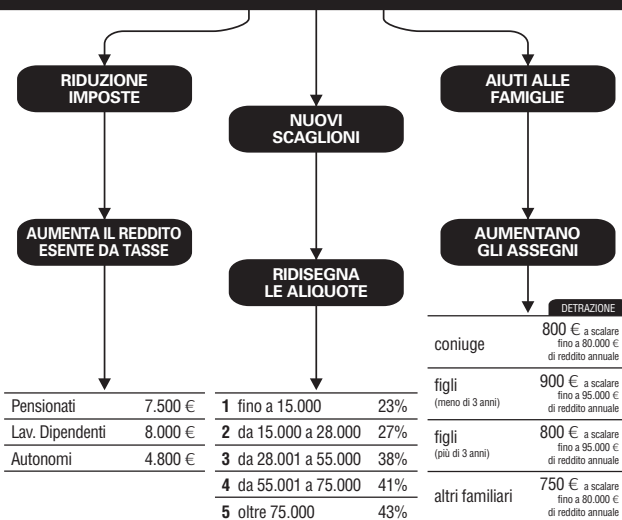 RIDUZIONE
IMPOSTE
AUMENTA IL REDDITO
ESENTE DA TASSE
Pensionati 7.500 €
Lav. Dipendenti 8.000 €
Autonomi 4.800 €
NUOVI
SCAGLIONI
RIDISEGNA
LE ALIQUOTE
1 fino a 15.000 23%
2 da 15.000 a 28.000 27%
3 da 28.001 a 55.000 38%
4 da 55.001 a 75.000 41%
5 oltre 75.000 43%
AIUTI ALLE
FAMIGLIE
AUMENTANO
GLI ASSEGNI
DETRAZIONE
coniuge 800 € a scalare
fino a 80.000 €
di reddito annuale
figli 900 € a scalare
(meno di 3 anni) fino a 95.000 €
di reddito annuale
figli 800 € a scalare
(più di 3 anni) fino a 95.000 €
di reddito annuale
altri familiari 750 € a scalare
fino a 80.000 €
di reddito annuale